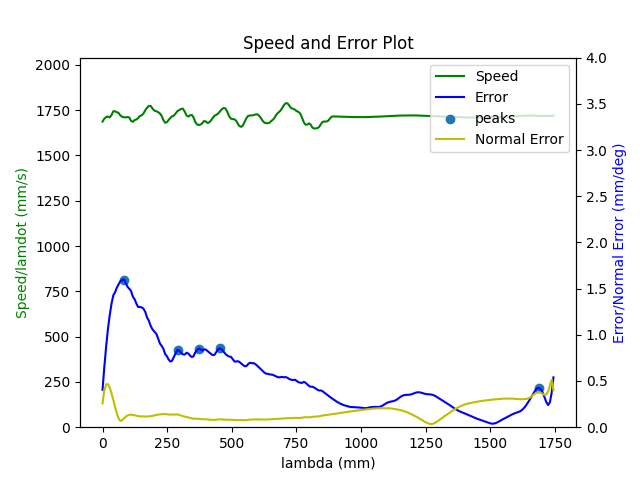 Speed and Error Plot
Speed
Error
peaks
Normal Error
Speed/lamdot (mm/s)
2000
1750
1500
1250
1000
750
500
250
0
4.0
3.5
3.0
2.5
2.0
1.5
1.0
0.5
0.0
Error/Normal Error (mm/deg)
0 250 500 750 1000 1250 1500 1750
lambda (mm)